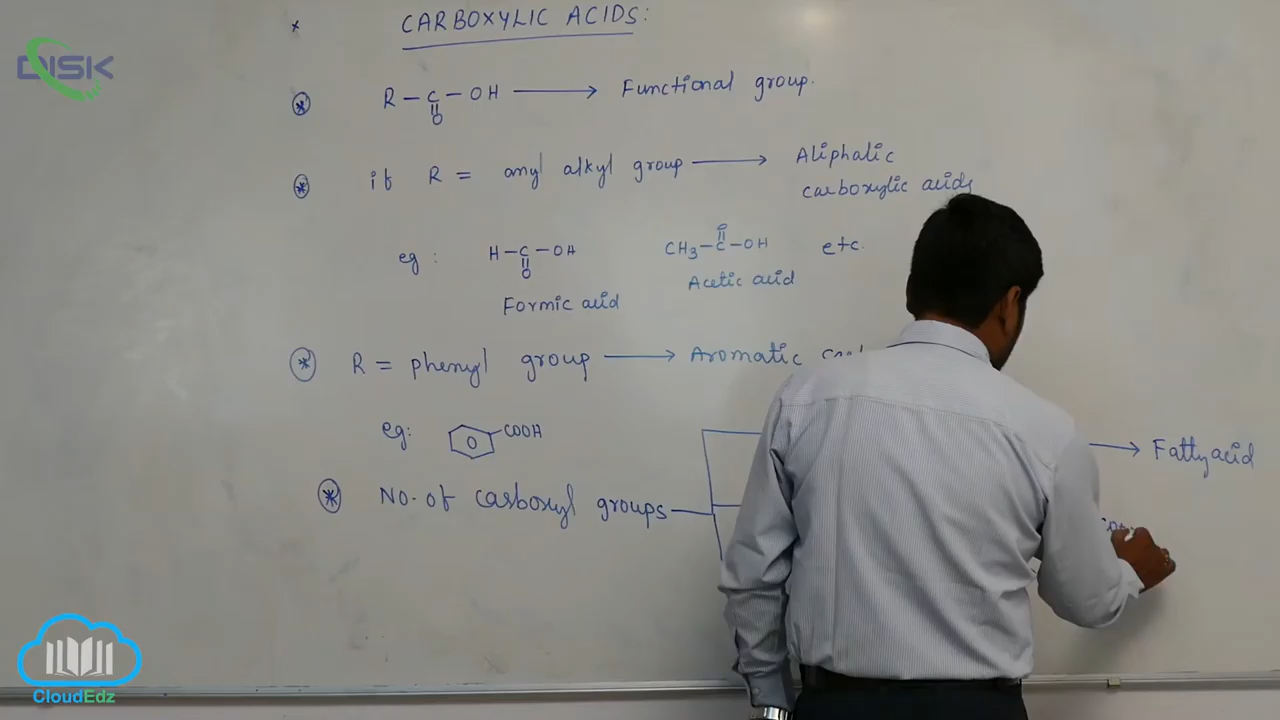 DISK
* CARBOXYLIC ACIDS:
* R — C — OH → Functional group.
|| 
O
* if R = any alkyl group → Aliphatic
carboxylic acids
O
||
eg : H — C — OH CH3 — C — OH etc.
||
O
Formic acid Acetic acid
* R = phenyl group → Aromatic
eg: COOH
→ Fatty acid
* No. of carboxyl groups
CloudEdz